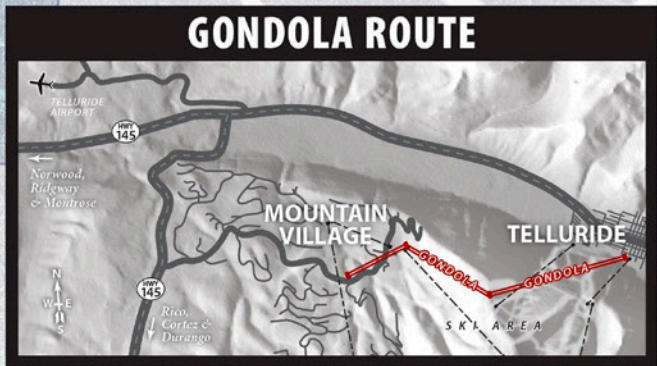 GONDOLA ROUTE
TELLURIDE
AIRPORT
HWY
145
Norwood,
Ridgway
& Montrose
MOUNTAIN
VILLAGE
TELLURIDE
GONDOLA
GONDOLA
N
W E
S
HWY
145
Rico,
Cortez &
Durango
SKI AREA